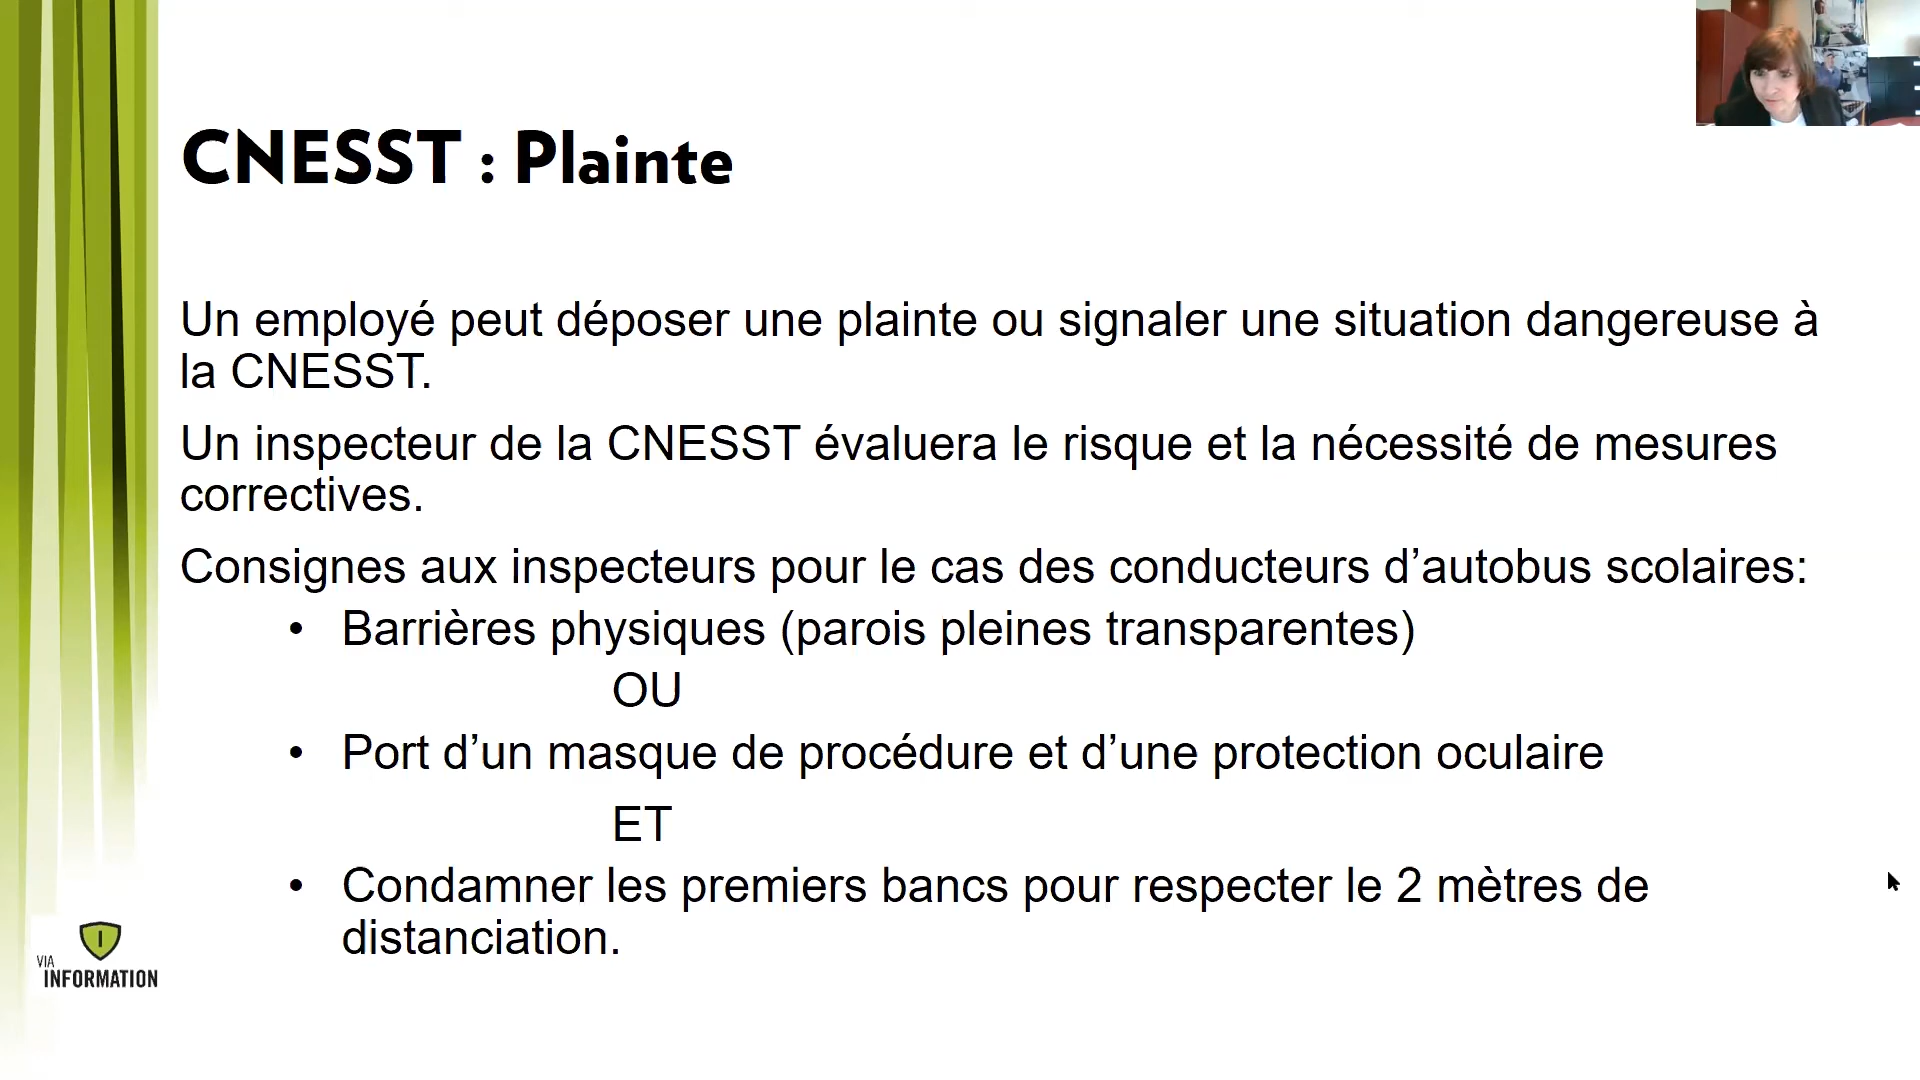 CNESST : Plainte
Un employé peut déposer une plainte ou signaler une situation dangereuse à
la CNESST.
Un inspecteur de la CNESST évaluera le risque et la nécessité de mesures
correctives.
Consignes aux inspecteurs pour le cas des conducteurs d’autobus scolaires:
• Barrières physiques (parois pleines transparentes)
OU
• Port d’un masque de procédure et d’une protection oculaire
ET
• Condamner les premiers bancs pour respecter le 2 mètres de
distanciation.
I
VIA
INFORMATION